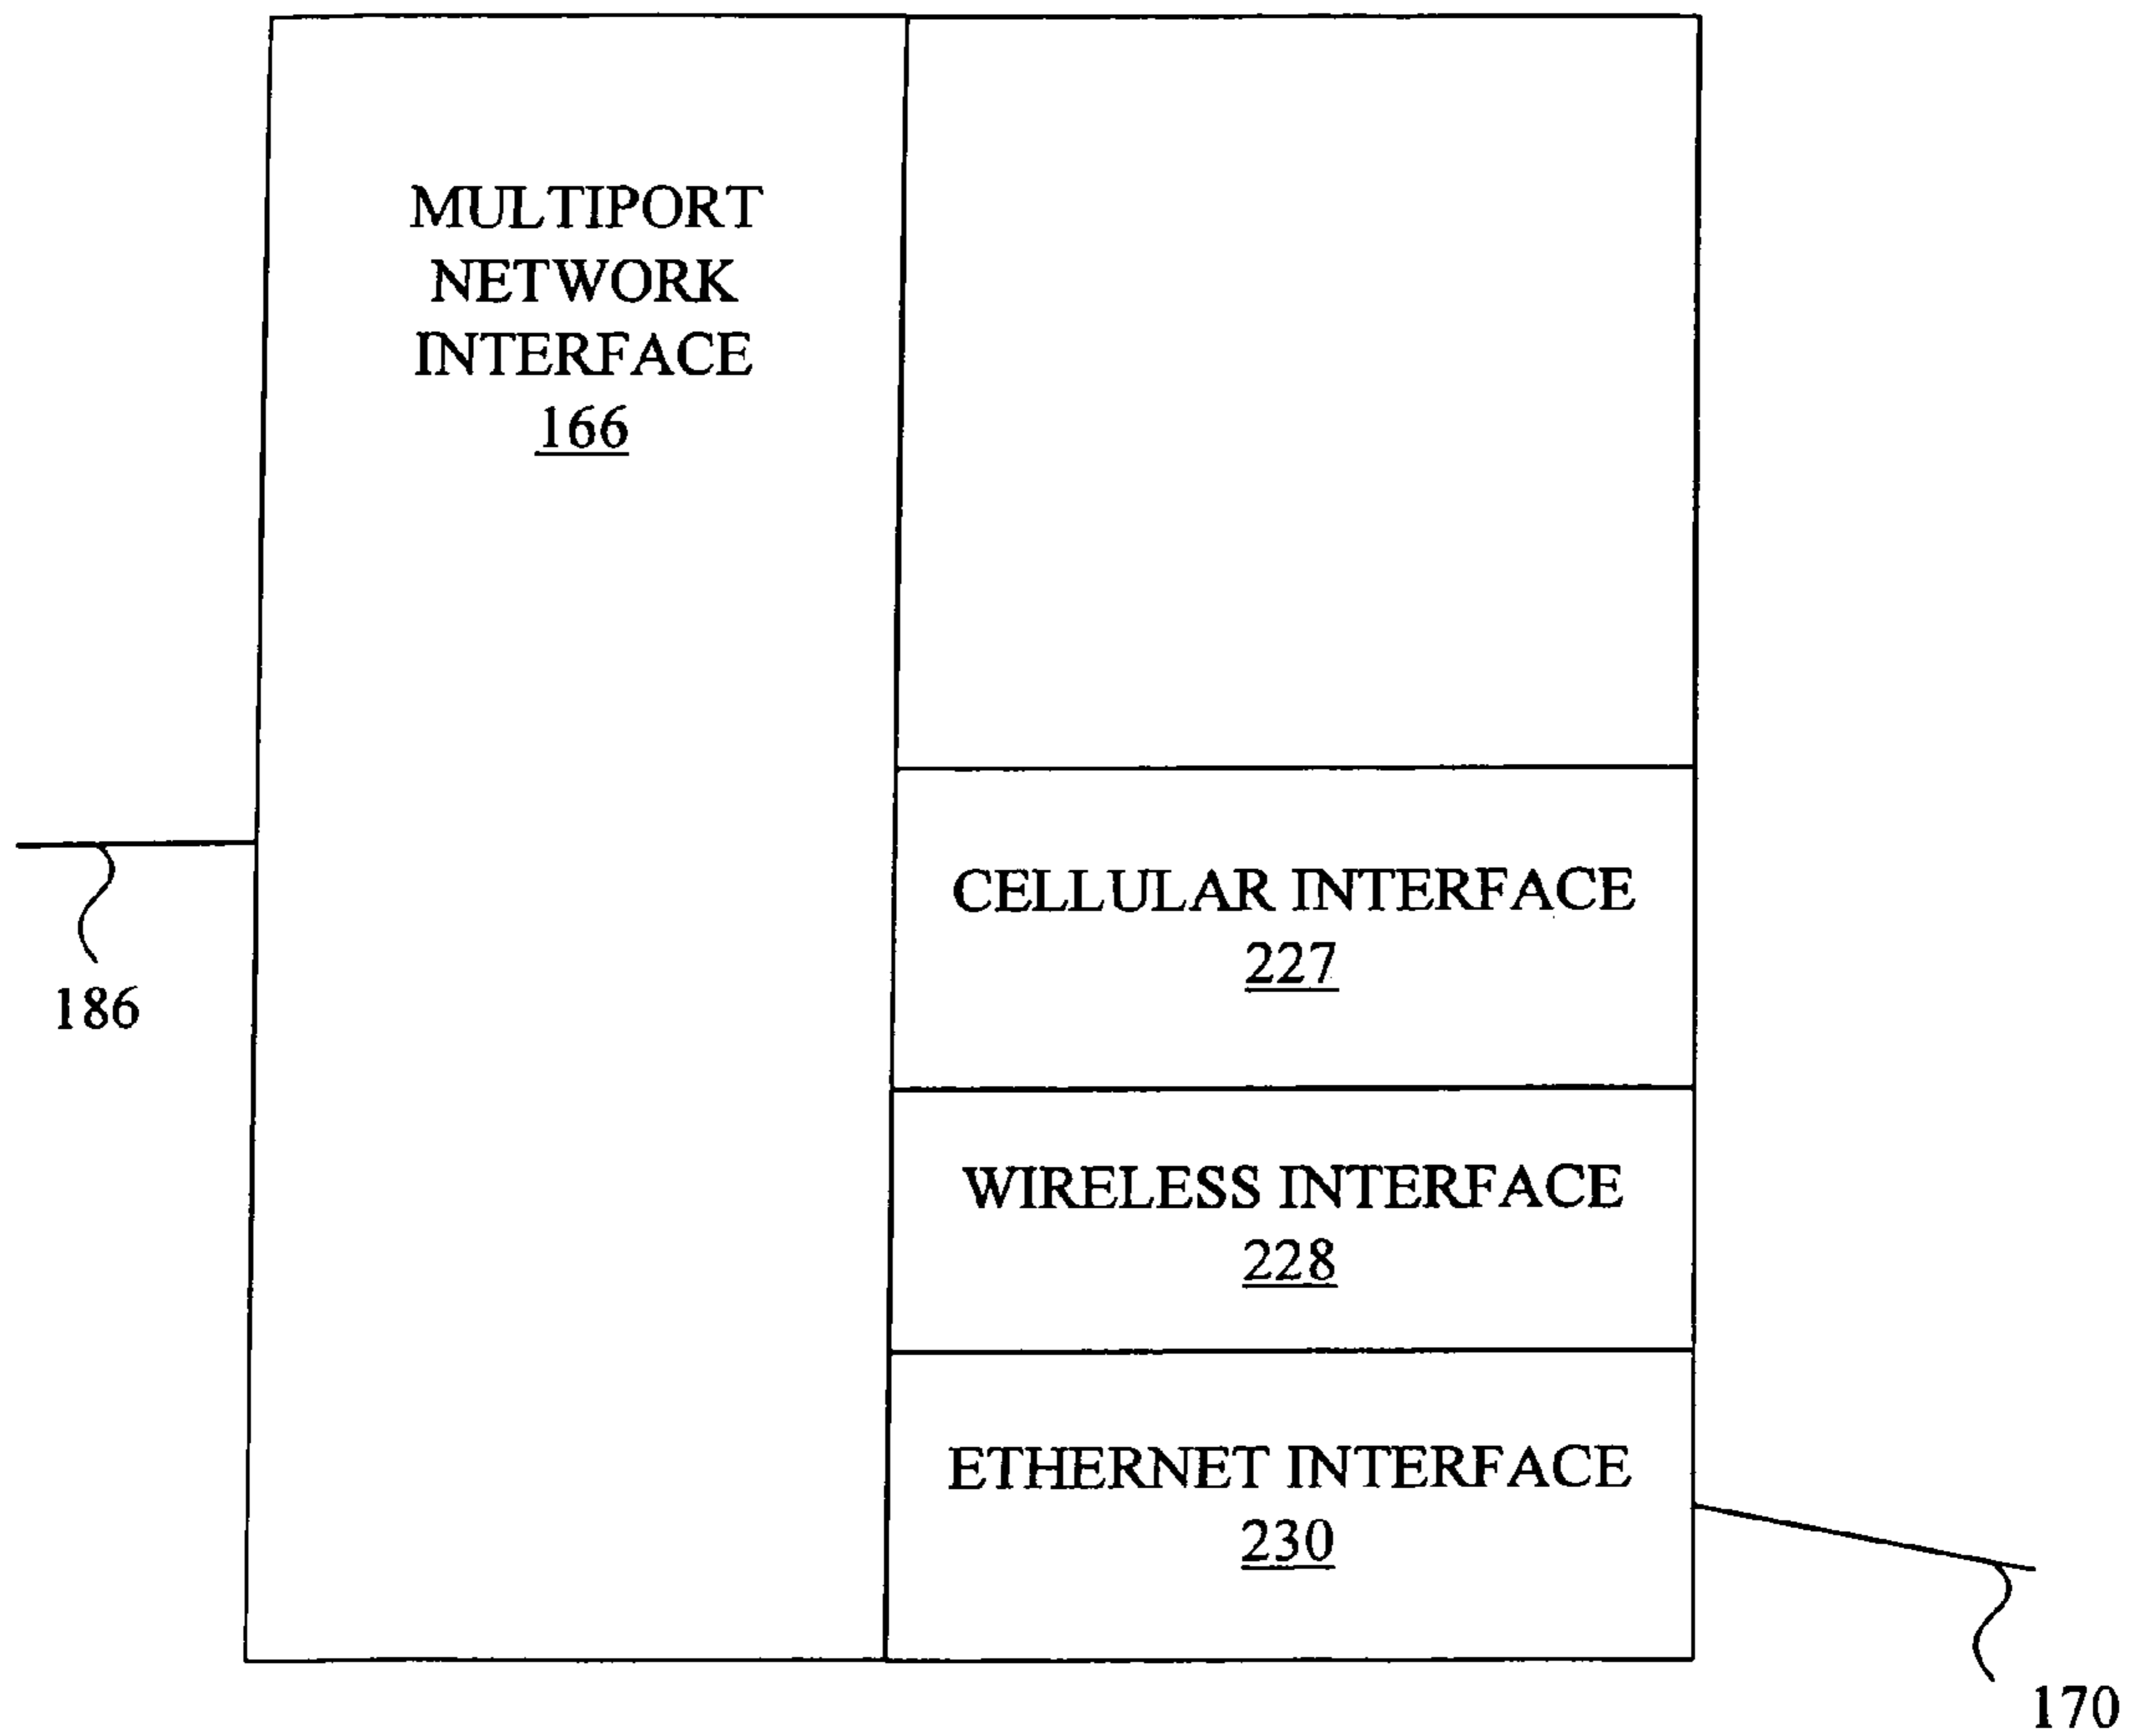 MULTIPORT
NETWORK
INTERFACE
166
CELLULAR INTERFACE
227
186
WIRELESS INTERFACE
228
ETHERNET INTERFACE
230
170